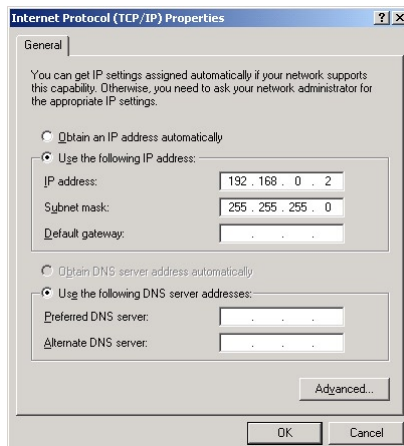 Internet Protocol (TCP/IP) Properties
General
You can get IP settings assigned automatically if your network supports
this capability. Otherwise, you need to ask your network administrator for
the appropriate IP settings.
Obtain an IP address automatically
Use the following IP address:
IP address: 192 . 168 . 0 . 2
Subnet mask: 255 . 255 . 255 . 0
Default gateway: . . .
Obtain DNS server address automatically
Use the following DNS server addresses:
Preferred DNS server: . . .
Alternate DNS server: . . .
Advanced...
OK Cancel